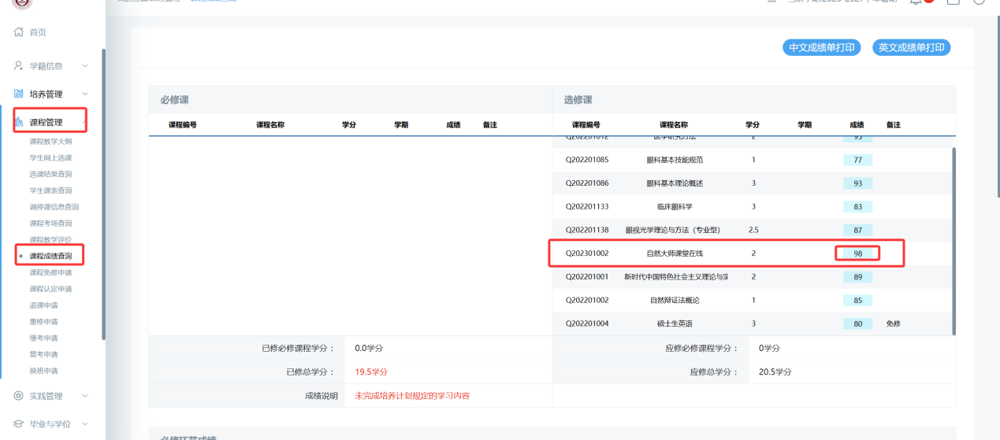 首页
学籍信息
培养管理
课程管理
课程教学大纲
学生网上选课
选课结果查询
学生课表查询
调停课信息查询
课程考场查询
课程教学评价
课程成绩查询
课程免修申请
课程认定申请
退课申请
重修申请
缓考申请
复考申请
换班申请
实践管理
毕业与学位
中文成绩单打印 英文成绩单打印
必修课 选修课
课程编号 课程名称 学分 学期 成绩 备注 课程编号 课程名称 学分 学期 成绩 备注
Q202201012 医学研究方法 2 93
Q202201085 眼科基本技能规范 1 77
Q202201086 眼科基本理论概述 3 93
Q202201133 临床眼科学 3 83
Q202201138 眼视光学理论与方法（专业型） 2.5 87
Q202301002 自然大师课堂在线 2 98
Q202201001 新时代中国特色社会主义理论与实 2 89
Q202201002 自然辩证法概论 1 85
Q202201004 硕士生英语 3 80 免修
已修必修课程学分： 0.0学分 应修必修课程学分： 0学分
已修总学分： 19.5学分 应修总学分： 20.5学分
成绩说明 未完成培养计划规定的学习内容
必修环节成绩